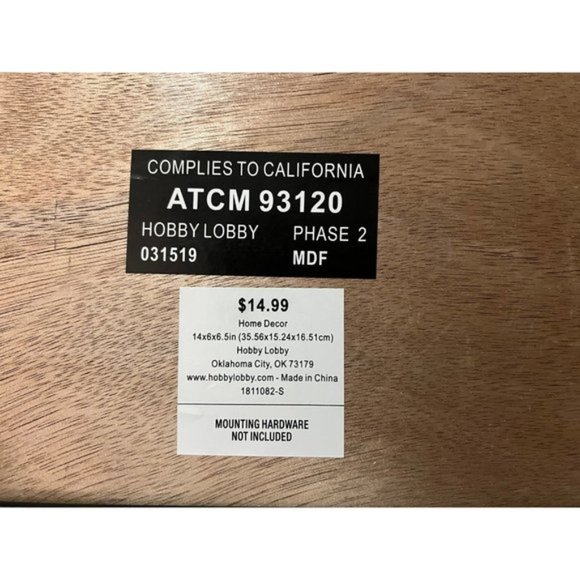 COMPLIES TO CALIFORNIA
ATCM 93120
HOBBY LOBBY PHASE 2
031519 MDF
$14.99
Home Decor
14x6x6.5in (35.56x15.24x16.51cm)
Hobby Lobby
Oklahoma City, OK 73179
www.hobbylobby.com - Made in China
1811082-S
MOUNTING HARDWARE
NOT INCLUDED